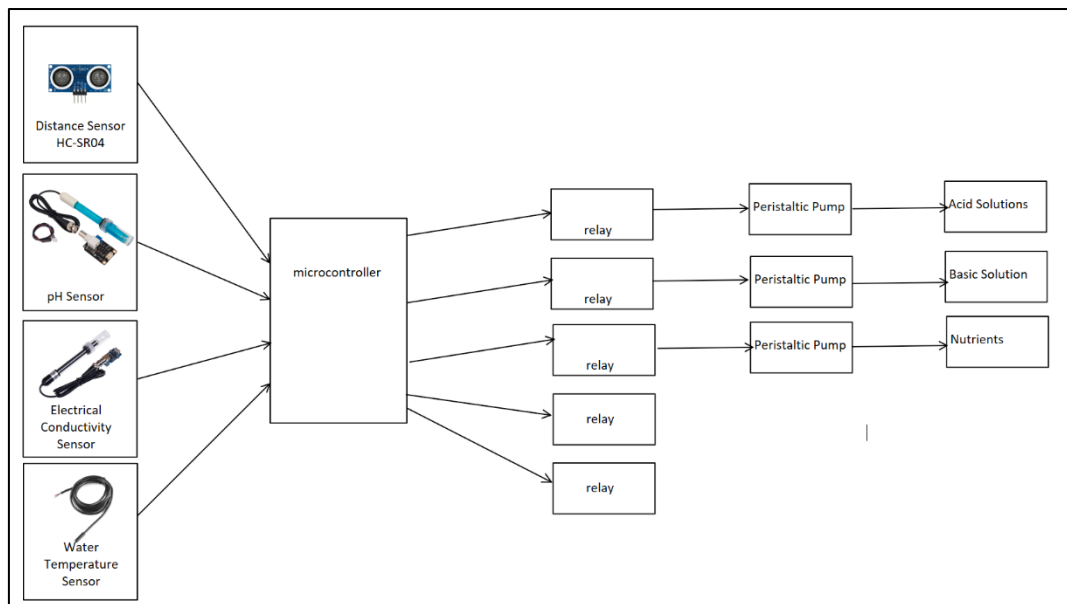 Distance Sensor
HC-SR04
pH Sensor
Electrical
Conductivity
Sensor
Water
Temperature
Sensor
microcontroller
relay
relay
relay
relay
relay
Peristaltic Pump
Peristaltic Pump
Peristaltic Pump
Acid Solutions
Basic Solution
Nutrients